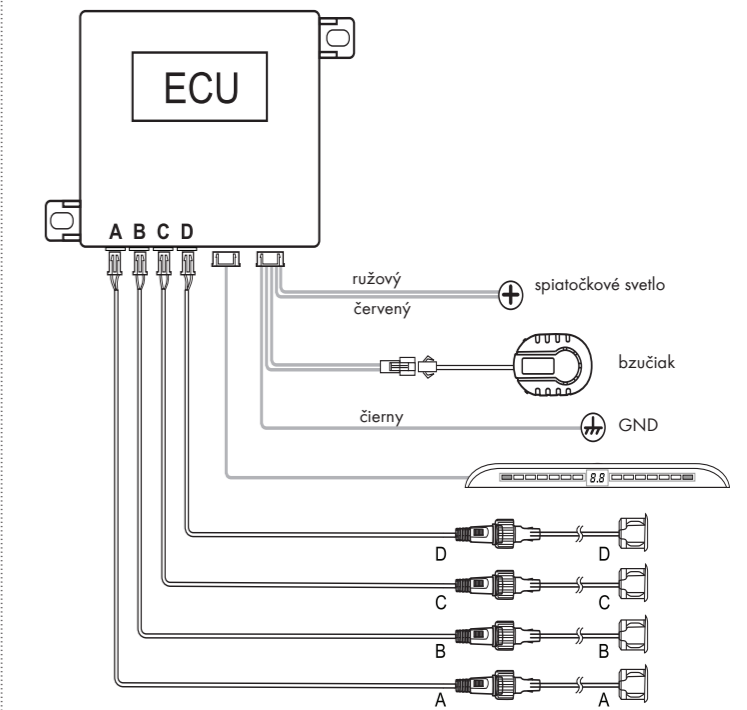 ECU
A B C D
ružový
spiatočkové svetlo
červený
bzučiak
čierny
GND
8.8
D D
C C
B B
A A